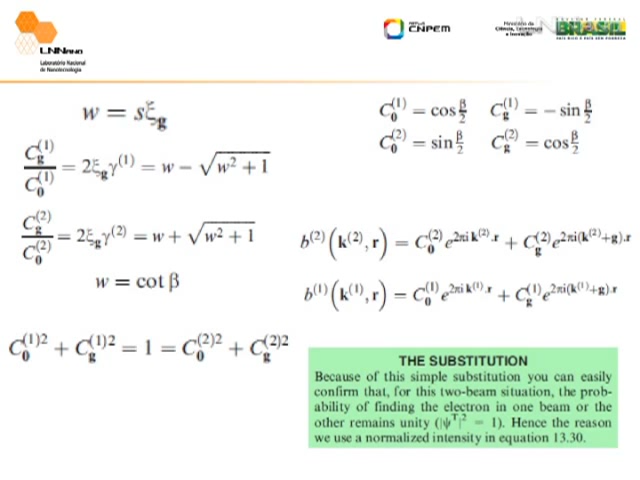 LNNano
Laboratório Nacional
de Nanotecnologia
CNPEM
Ministério da
Ciência, Tecnologia
e Inovação
GOVERNO FEDERAL
BRASIL
PAÍS RICO É PAÍS SEM POBREZA
w = sξ_g
C_g^(1) / C_0^(1) = 2ξ_g γ^(1) = w − √(w² + 1)
C_g^(2) / C_0^(2) = 2ξ_g γ^(2) = w + √(w² + 1)
w = cot β
C_0^(1)2 + C_g^(1)2 = 1 = C_0^(2)2 + C_g^(2)2
C_0^(1) = cos β/2 C_g^(1) = − sin β/2
C_0^(2) = sin β/2 C_g^(2) = cos β/2
b^(2)(k^(2), r) = C_0^(2) e^(2πi k^(2).r) + C_g^(2) e^(2πi(k^(2)+g).r)
b^(1)(k^(1), r) = C_0^(1) e^(2πi k^(1).r) + C_g^(1) e^(2πi(k^(1)+g).r)
THE SUBSTITUTION
Because of this simple substitution you can easily
confirm that, for this two-beam situation, the prob-
ability of finding the electron in one beam or the
other remains unity (|ψ^T|² = 1). Hence the reason
we use a normalized intensity in equation 13.30.